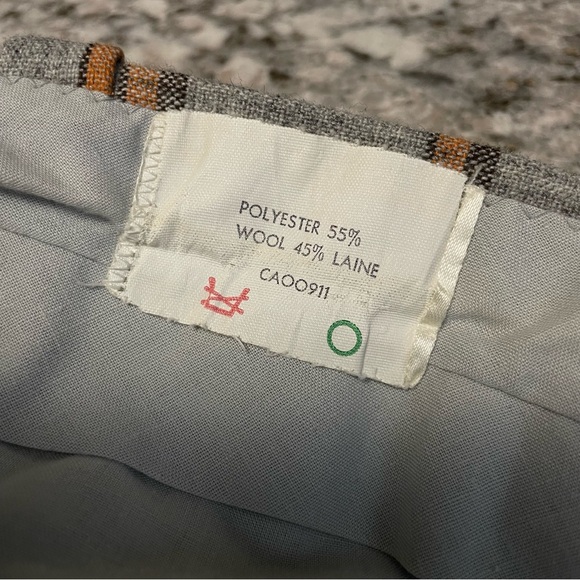 POLYESTER 55%
WOOL 45% LAINE
CA00911